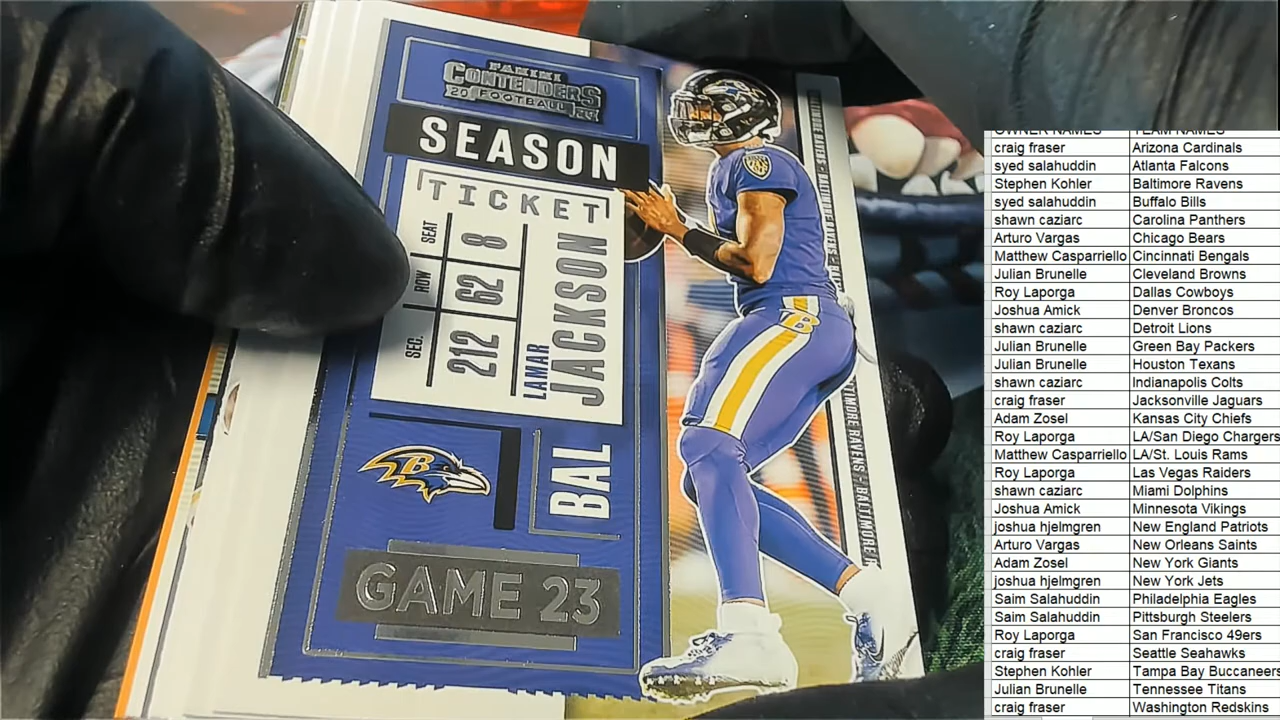 PANINI
CONTENDERS
20 FOOTBALL 23
SEASON
TICKET
SEAT 8
ROW 62
SEC. 212
LAMAR
JACKSON
BAL
B
GAME 23
BALTIMORE RAVENS
BALTIMORE RAVENS
OWNER NAMES TEAM NAMES
craig fraser Arizona Cardinals
syed salahuddin Atlanta Falcons
Stephen Kohler Baltimore Ravens
syed salahuddin Buffalo Bills
shawn caziarc Carolina Panthers
Arturo Vargas Chicago Bears
Matthew Casparriello Cincinnati Bengals
Julian Brunelle Cleveland Browns
Roy Laporga Dallas Cowboys
Joshua Amick Denver Broncos
shawn caziarc Detroit Lions
Julian Brunelle Green Bay Packers
Julian Brunelle Houston Texans
shawn caziarc Indianapolis Colts
craig fraser Jacksonville Jaguars
Adam Zosel Kansas City Chiefs
Roy Laporga LA/San Diego Chargers
Matthew Casparriello LA/St. Louis Rams
Roy Laporga Las Vegas Raiders
shawn caziarc Miami Dolphins
Joshua Amick Minnesota Vikings
joshua hjelmgren New England Patriots
Arturo Vargas New Orleans Saints
Adam Zosel New York Giants
joshua hjelmgren New York Jets
Saim Salahuddin Philadelphia Eagles
Saim Salahuddin Pittsburgh Steelers
Roy Laporga San Francisco 49ers
craig fraser Seattle Seahawks
Stephen Kohler Tampa Bay Buccaneers
Julian Brunelle Tennessee Titans
craig fraser Washington Redskins